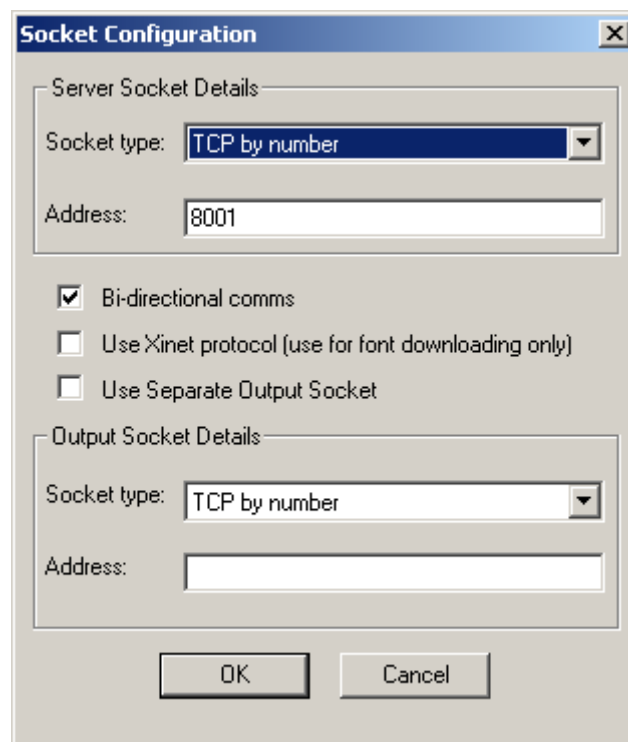 Socket Configuration
Server Socket Details
Socket type: TCP by number
Address: 8001
Bi-directional comms
Use Xinet protocol (use for font downloading only)
Use Separate Output Socket
Output Socket Details
Socket type: TCP by number
Address:
OK Cancel